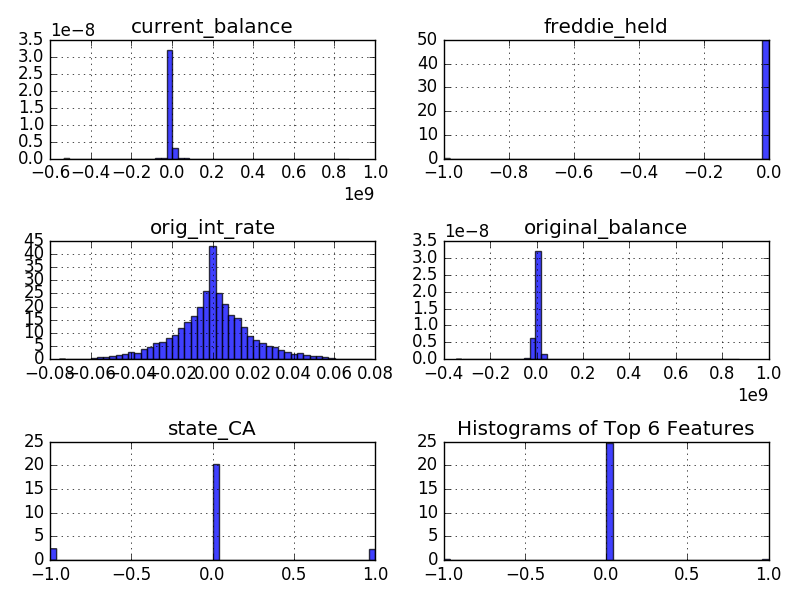 current_balance
1e−8
3.5
3.0
2.5
2.0
1.5
1.0
0.5
0.0
−0.6 −0.4 −0.2 0.0 0.2 0.4 0.6 0.8 1.0
1e9
freddie_held
50
40
30
20
10
0
−1.0 −0.8 −0.6 −0.4 −0.2 0.0
orig_int_rate
45
40
35
30
25
20
15
10
5
0
−0.08 −0.06 −0.04 −0.02 0.00 0.02 0.04 0.06 0.08
original_balance
1e−8
3.5
3.0
2.5
2.0
1.5
1.0
0.5
0.0
−0.4 −0.2 0.0 0.2 0.4 0.6 0.8 1.0
1e9
state_CA
25
20
15
10
5
0
−1.0 −0.5 0.0 0.5 1.0
Histograms of Top 6 Features
25
20
15
10
5
0
−1.0 −0.5 0.0 0.5 1.0